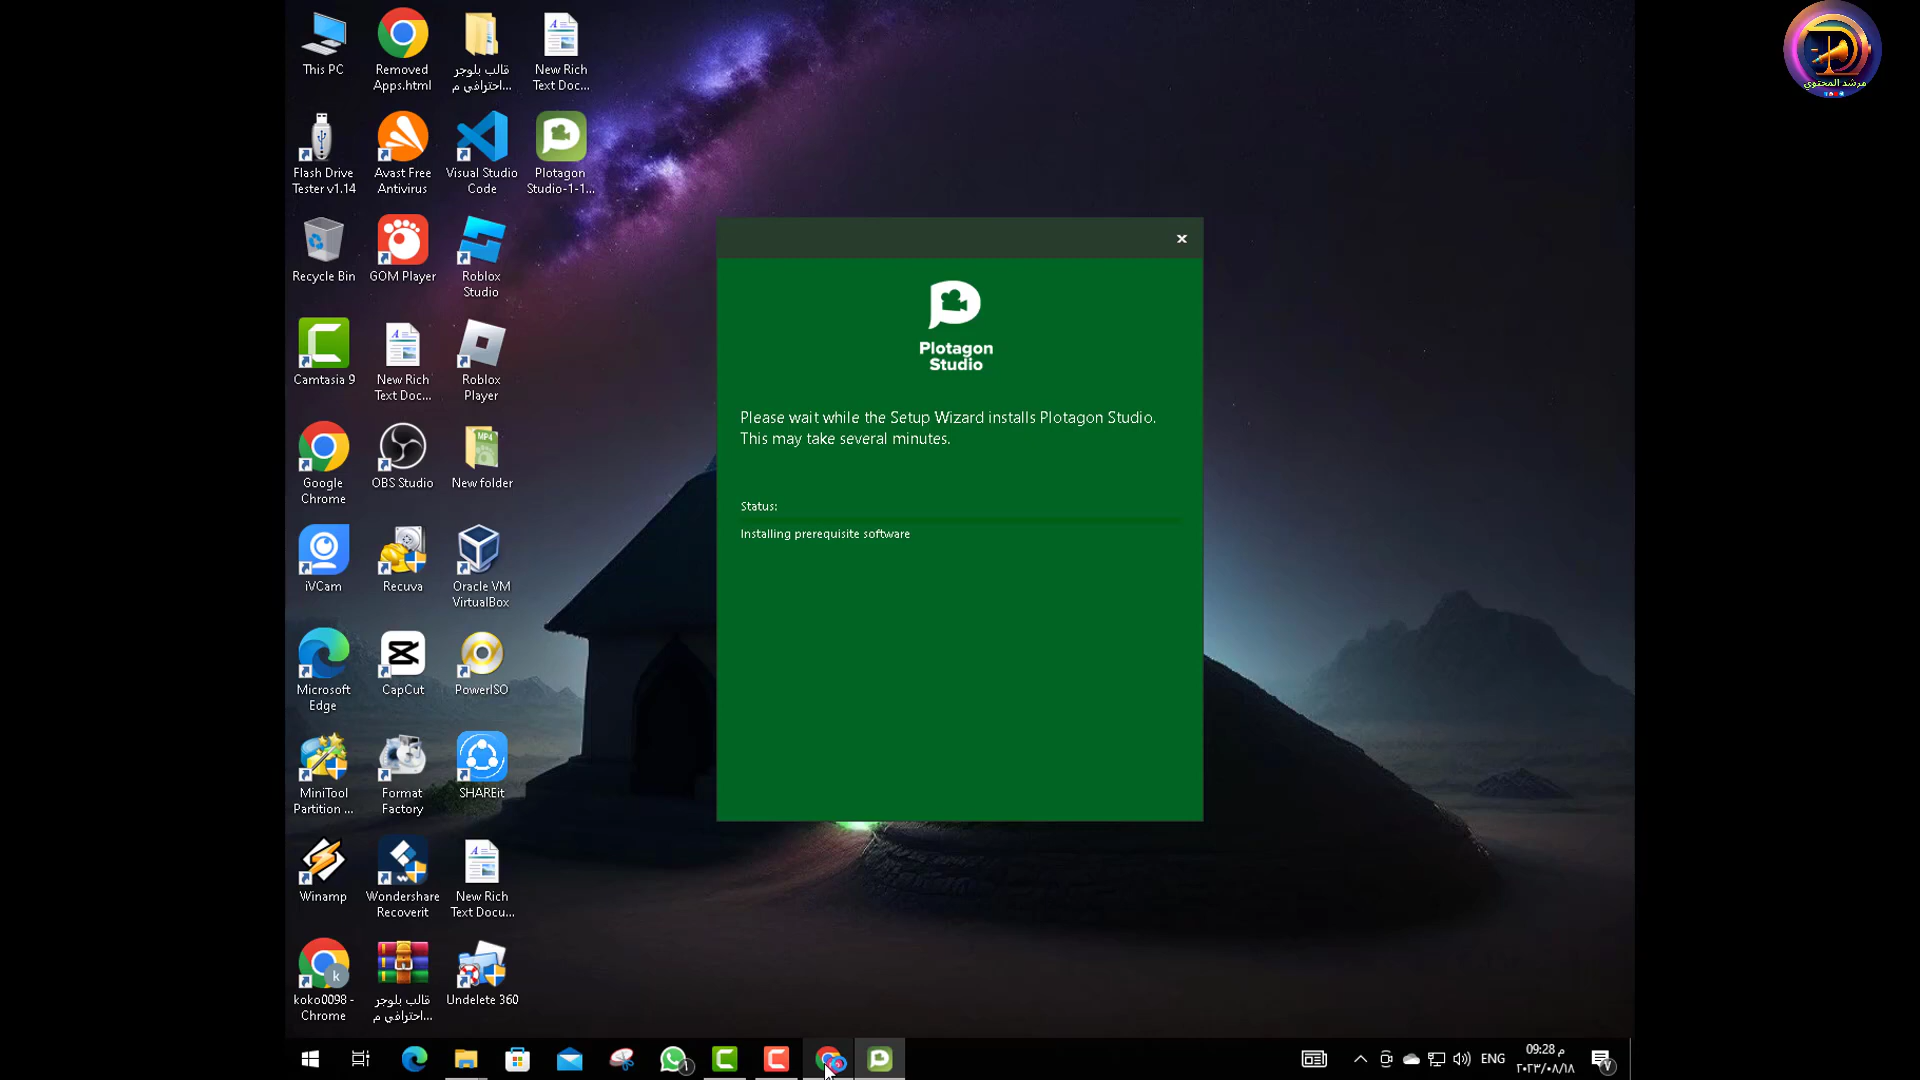 This PC
Removed
Apps.html
قالب بلوجر
احترافي م...
New Rich
Text Doc...
Flash Drive
Tester v1.14
Avast Free
Antivirus
Visual Studio
Code
Plotagon
Studio-1-1...
Recycle Bin
GOM Player
Roblox
Studio
Camtasia 9
New Rich
Text Doc...
Roblox
Player
Google
Chrome
OBS Studio
MP4
New folder
iVCam
Recuva
Oracle VM
VirtualBox
Microsoft
Edge
CapCut
PowerISO
MiniTool
Partition ...
Format
Factory
SHAREit
Winamp
Wondershare
Recoverit
New Rich
Text Docu...
k
koko0098 -
Chrome
قالب بلوجر
احترافي م...
Undelete 360
Plotagon
Studio
Please wait while the Setup Wizard installs Plotagon Studio.
This may take several minutes.
Status:
Installing prerequisite software
مرشد المحتوي
ENG
09:28 م
٢٠٢٣/٠٨/١٨